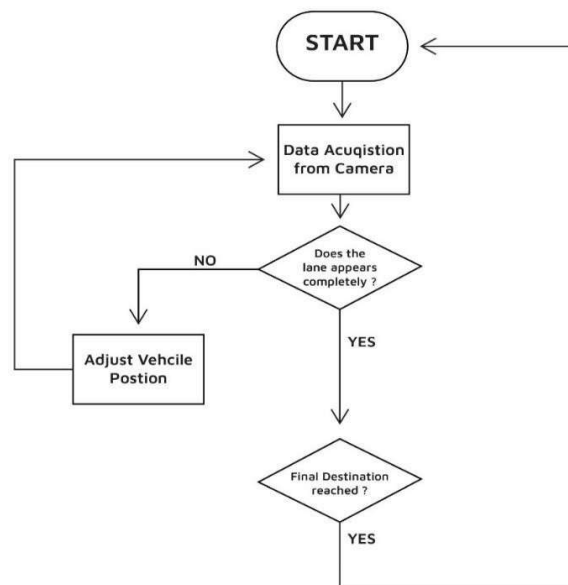 START
Data Acuqistion
from Camera
Does the
lane appears
completely ?
NO
YES
Adjust Vehcile
Postion
Final Destination
reached ?
YES